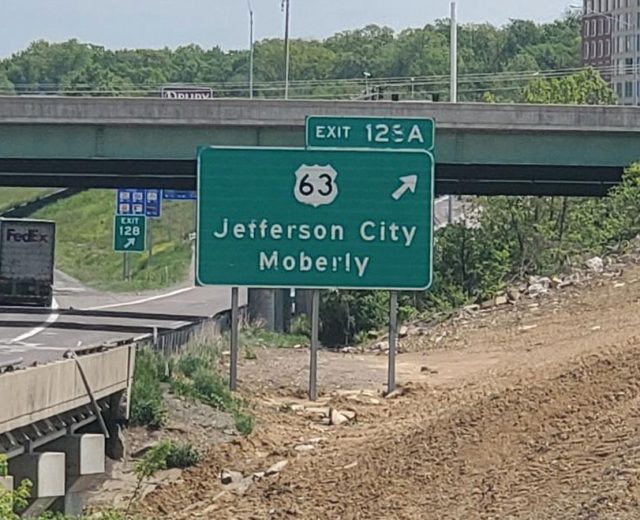 DRURY
EXIT 128A
63
Jefferson City
Moberly
EXIT
128
FedEx